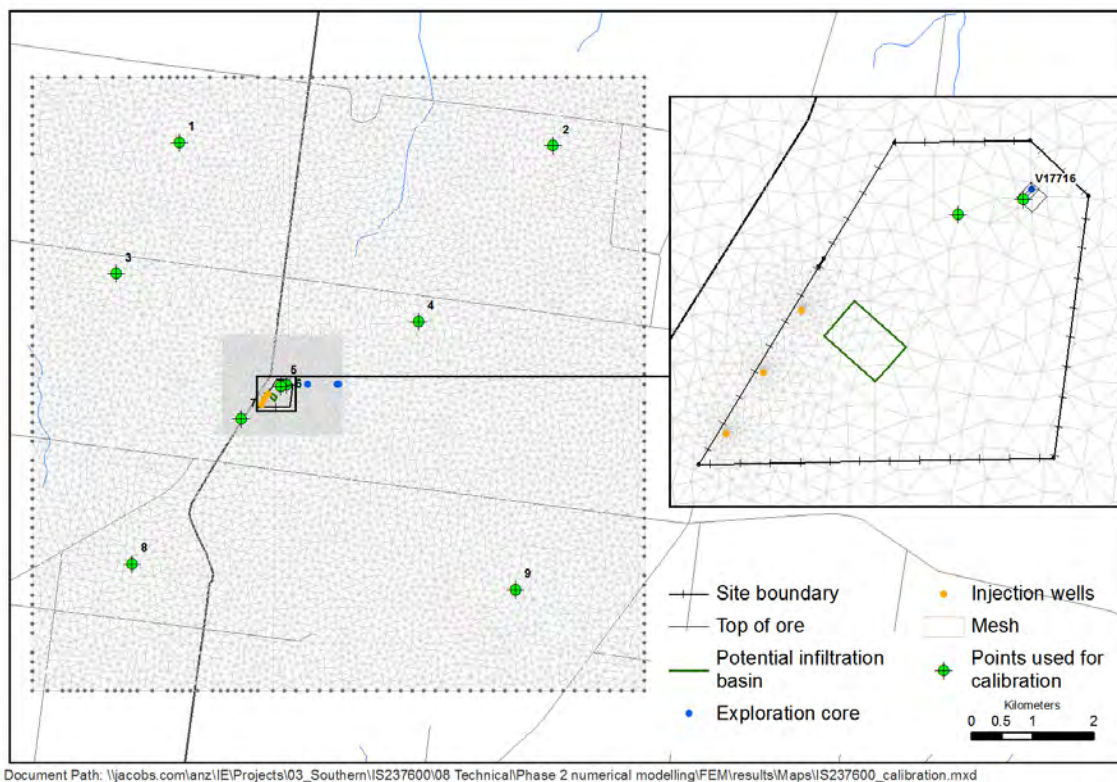 1
2
3
4
5
6
7
8
9
V17716
Site boundary
Top of ore
Potential infiltration
basin
Exploration core
Injection wells
Mesh
Points used for
calibration
Kilometers
0 0.5 1 2
Document Path: \\jacobs.com\anz\IE\Projects\03_Southern\IS237600\08 Technical\Phase 2 numerical modelling\FEM\results\Maps\IS237600_calibration.mxd